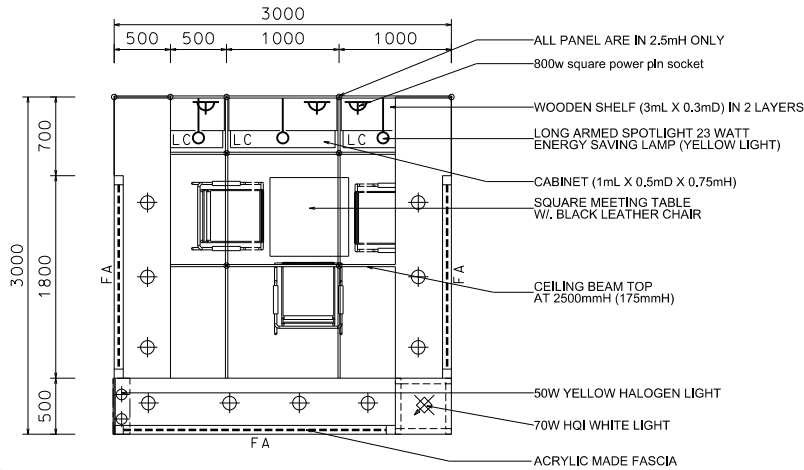 3000
500 500 1000 1000
ALL PANEL ARE IN 2.5mH ONLY
800w square power pin socket
WOODEN SHELF (3mL X 0.3mD) IN 2 LAYERS
LC LC LC
LONG ARMED SPOTLIGHT 23 WATT
ENERGY SAVING LAMP (YELLOW LIGHT)
CABINET (1mL X 0.5mD X 0.75mH)
SQUARE MEETING TABLE
W/. BLACK LEATHER CHAIR
700
3000
1800
FA
FA
CEILING BEAM TOP
AT 2500mmH (175mmH)
500
50W YELLOW HALOGEN LIGHT
70W HQI WHITE LIGHT
FA
ACRYLIC MADE FASCIA